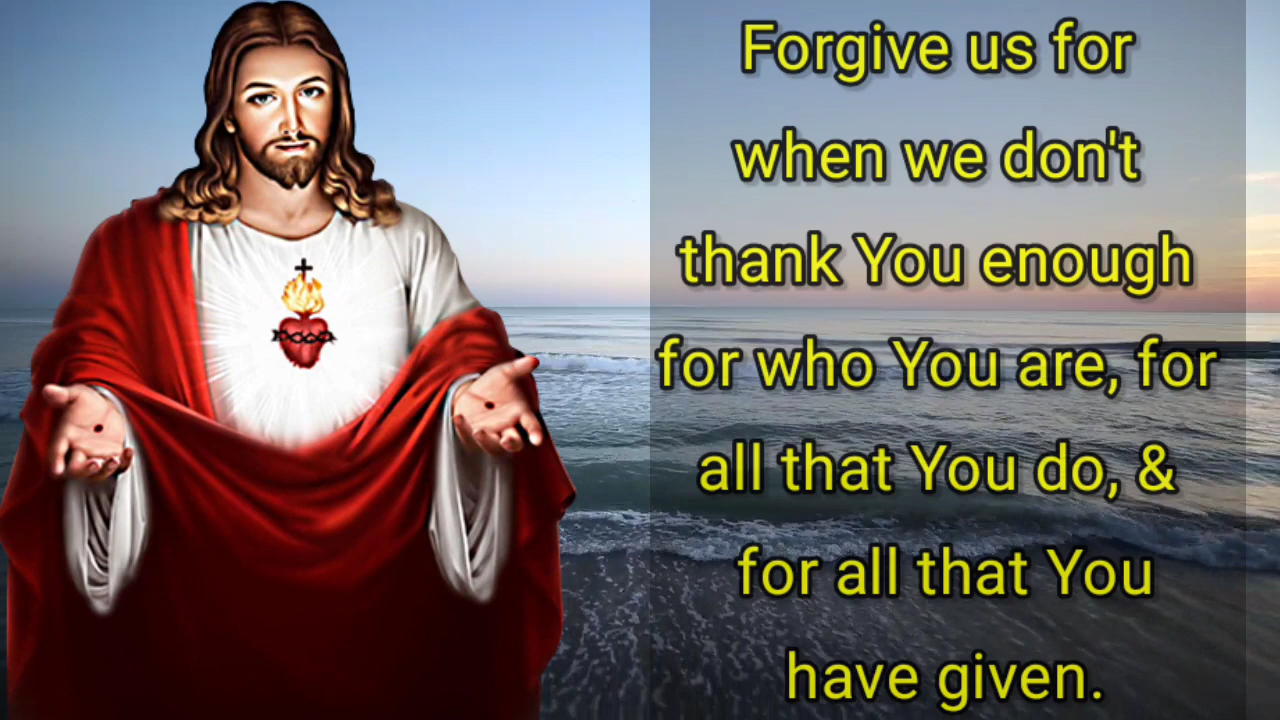 Forgive us for
when we don't
thank You enough
for who You are, for
all that You do, &
for all that You
have given.